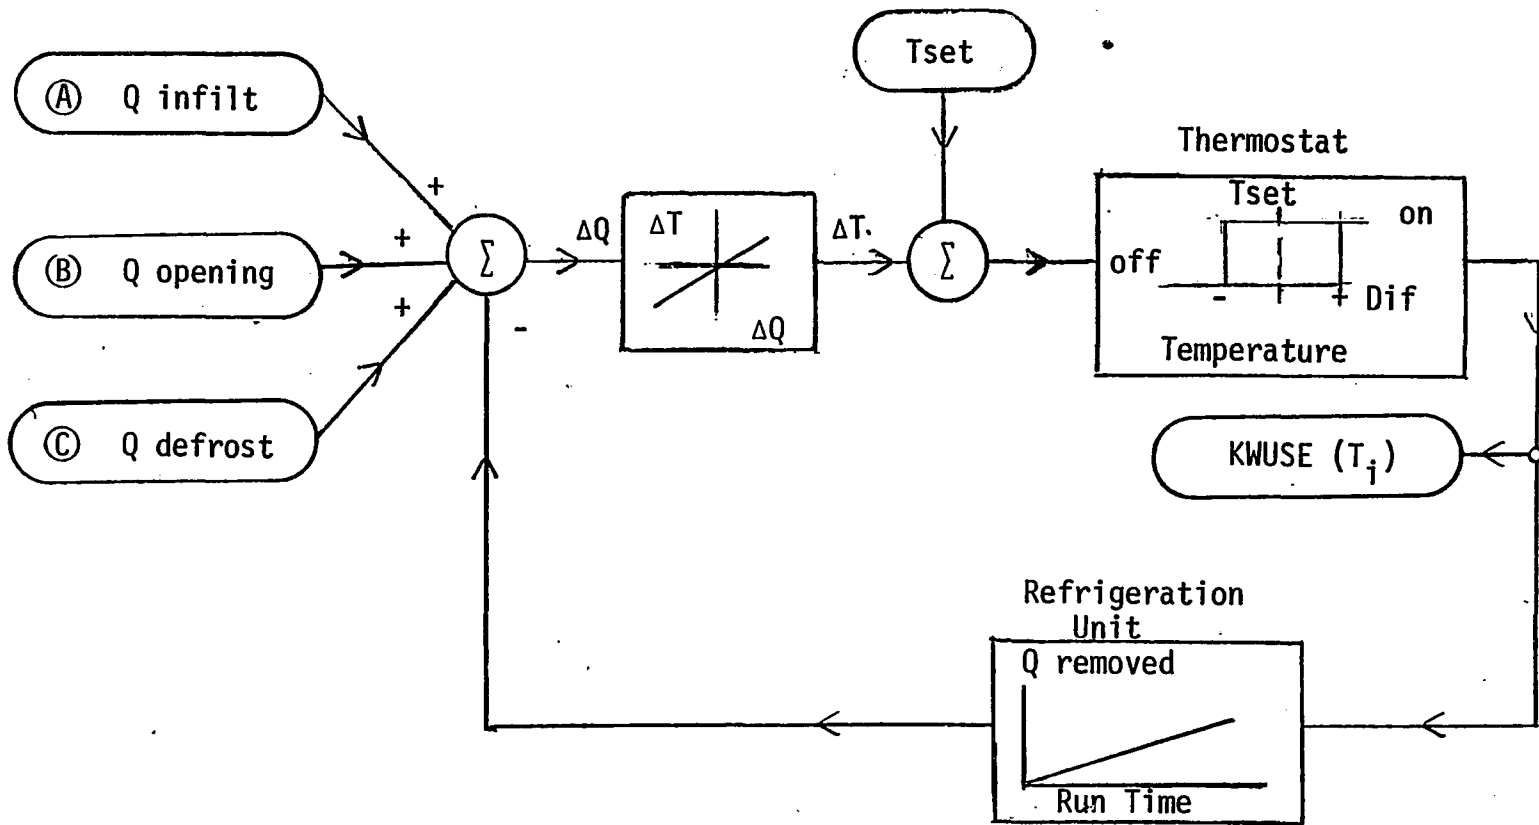 Ⓐ Q infilt
Ⓑ Q opening
Ⓒ Q defrost
+
+
+
-
Σ
ΔQ
ΔT
ΔQ
ΔT.
Tset
Σ
Thermostat
Tset
on
off
- + Dif
Temperature
KWUSE (Tj)
Refrigeration
Unit
Q removed
Run Time